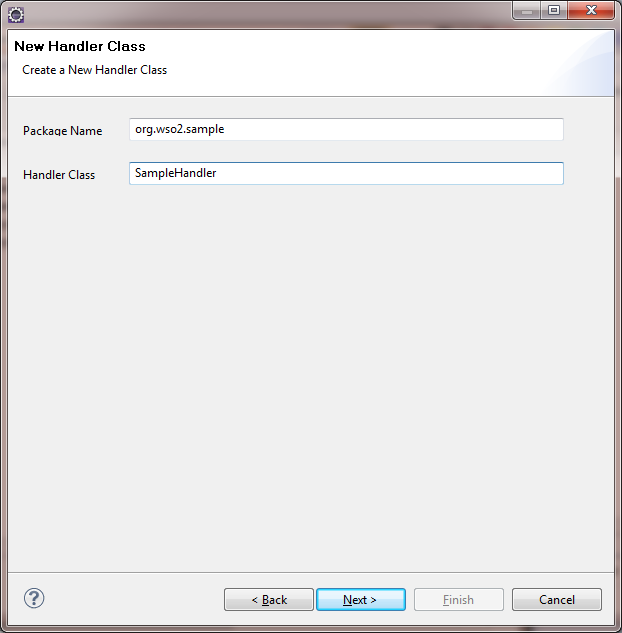 New Handler Class
Create a New Handler Class
Package Name org.wso2.sample
Handler Class SampleHandler
? < Back Next > Finish Cancel